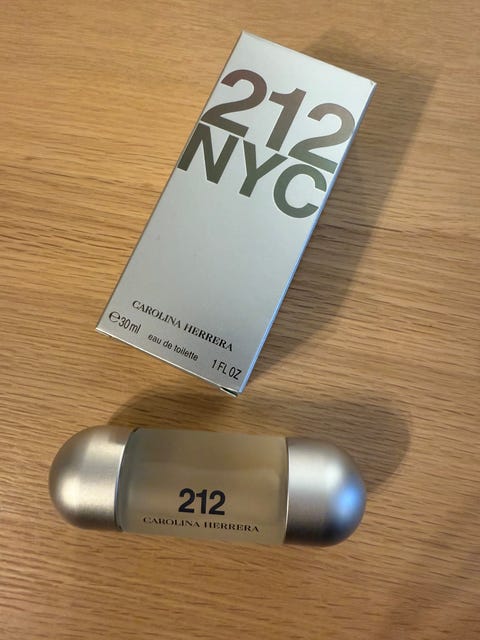 212
NYC
CAROLINA HERRERA
℮30ml eau de toilette 1 FL OZ
212
CAROLINA HERRERA